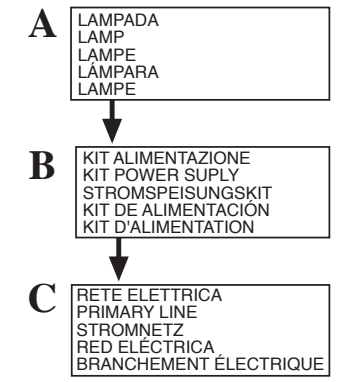 A
LAMPADA
LAMP
LAMPE
LÁMPARA
LAMPE
B
KIT ALIMENTAZIONE
KIT POWER SUPLY
STROMSPEISUNGSKIT
KIT DE ALIMENTACIÓN
KIT D'ALIMENTATION
C
RETE ELETTRICA
PRIMARY LINE
STROMNETZ
RED ELÉCTRICA
BRANCHEMENT ÉLECTRIQUE